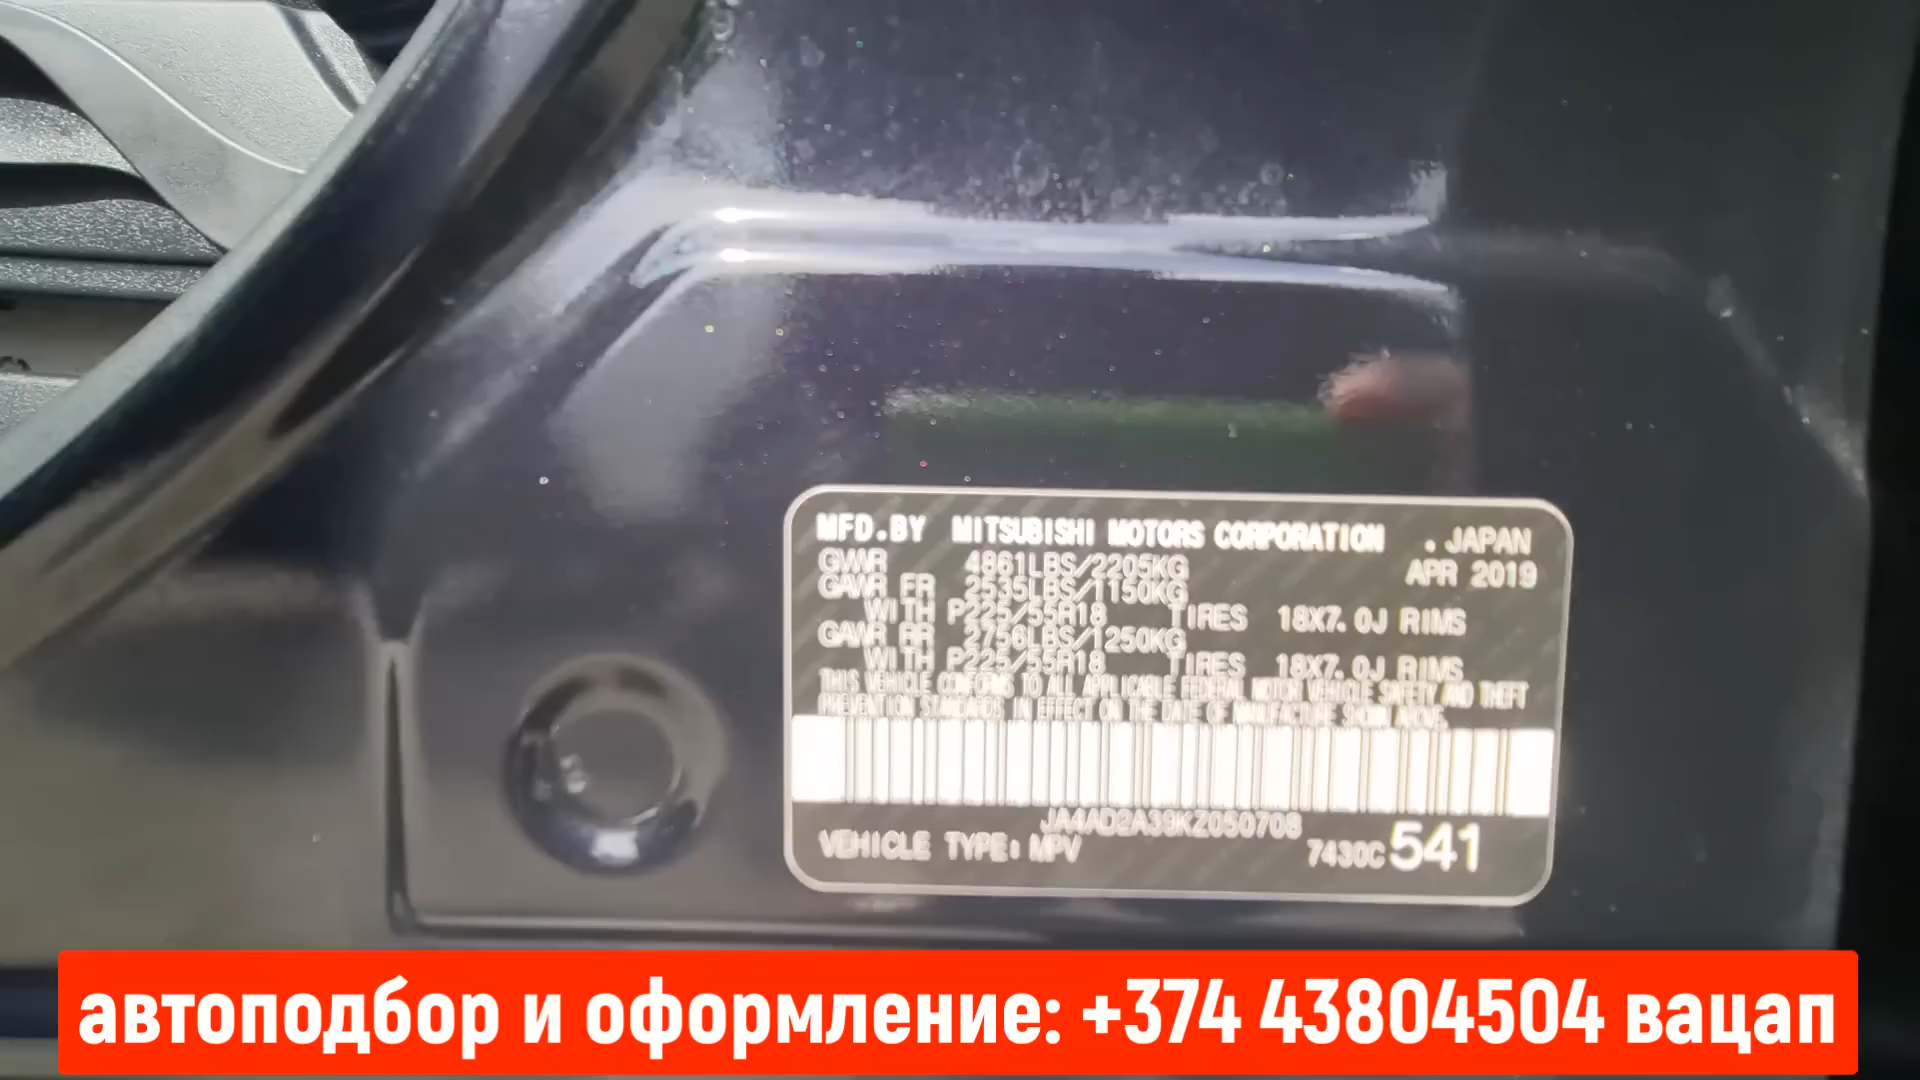 MFD.BY MITSUBISHI MOTORS CORPORATION . JAPAN
GVWR 4861LBS/2205KG APR 2019
GAWR FR 2535LBS/1150KG
WITH P225/55R18 TIRES 18X7.0J RIMS
GAWR RR 2756LBS/1250KG
WITH P225/55R18 TIRES 18X7.0J RIMS
THIS VEHICLE CONFORMS TO ALL APPLICABLE FEDERAL MOTOR VEHICLE SAFETY AND THEFT
PREVENTION STANDARDS IN EFFECT ON THE DATE OF MANUFACTURE SHOWN ABOVE.
JA4AD2A39KZ050708
VEHICLE TYPE: MPV 7430C 541
автоподбор и оформление: +374 43804504 вацап